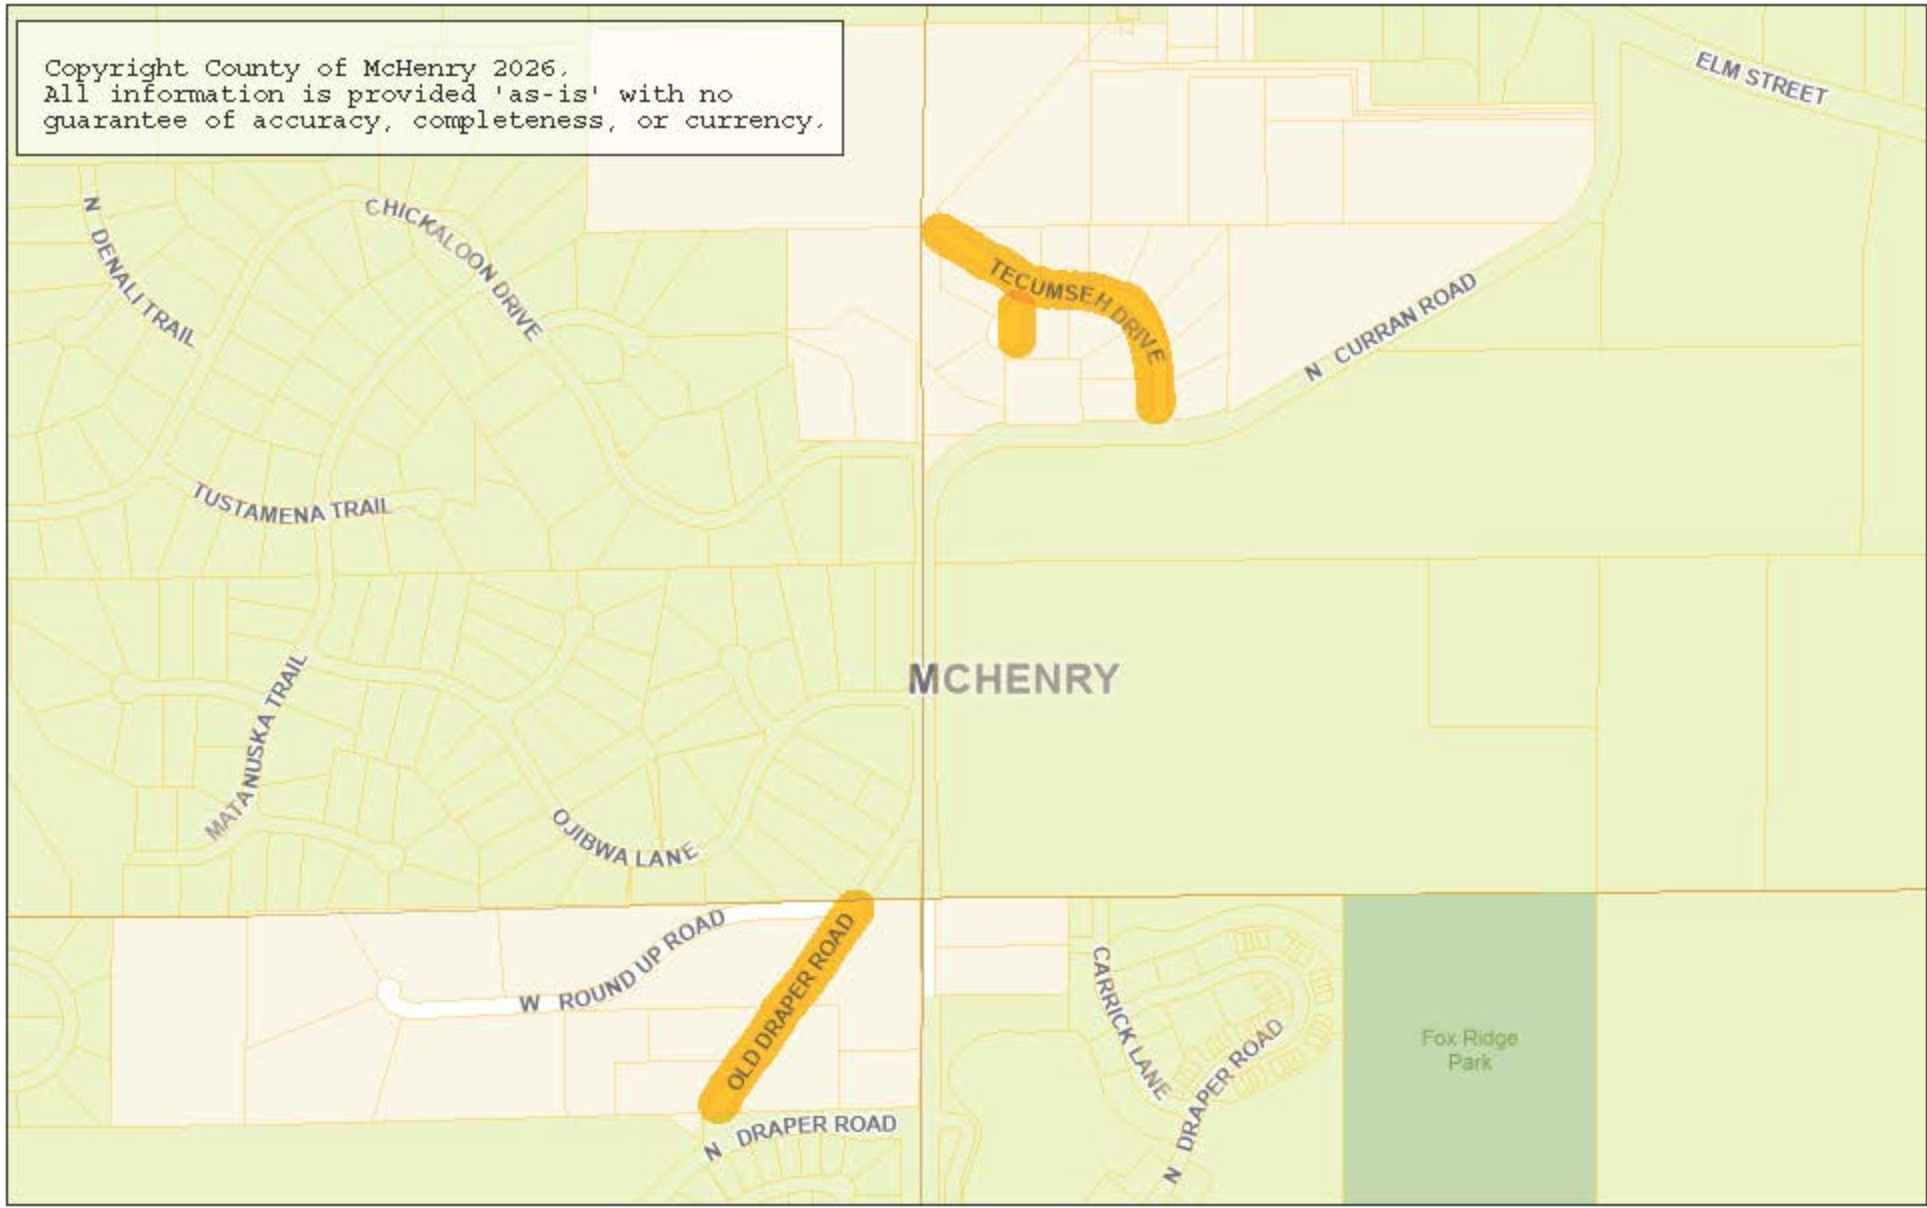 Copyright County of McHenry 2026.
All information is provided 'as-is' with no
guarantee of accuracy, completeness, or currency.
ELM STREET
N DENALI TRAIL
CHICKALOON DRIVE
TECUMSEH DRIVE
N CURRAN ROAD
TUSTAMENA TRAIL
MCHENRY
MATANUSKA TRAIL
OJIBWA LANE
W ROUND UP ROAD
OLD DRAPER ROAD
CARRICK LANE
N DRAPER ROAD
Fox Ridge
Park
N DRAPER ROAD